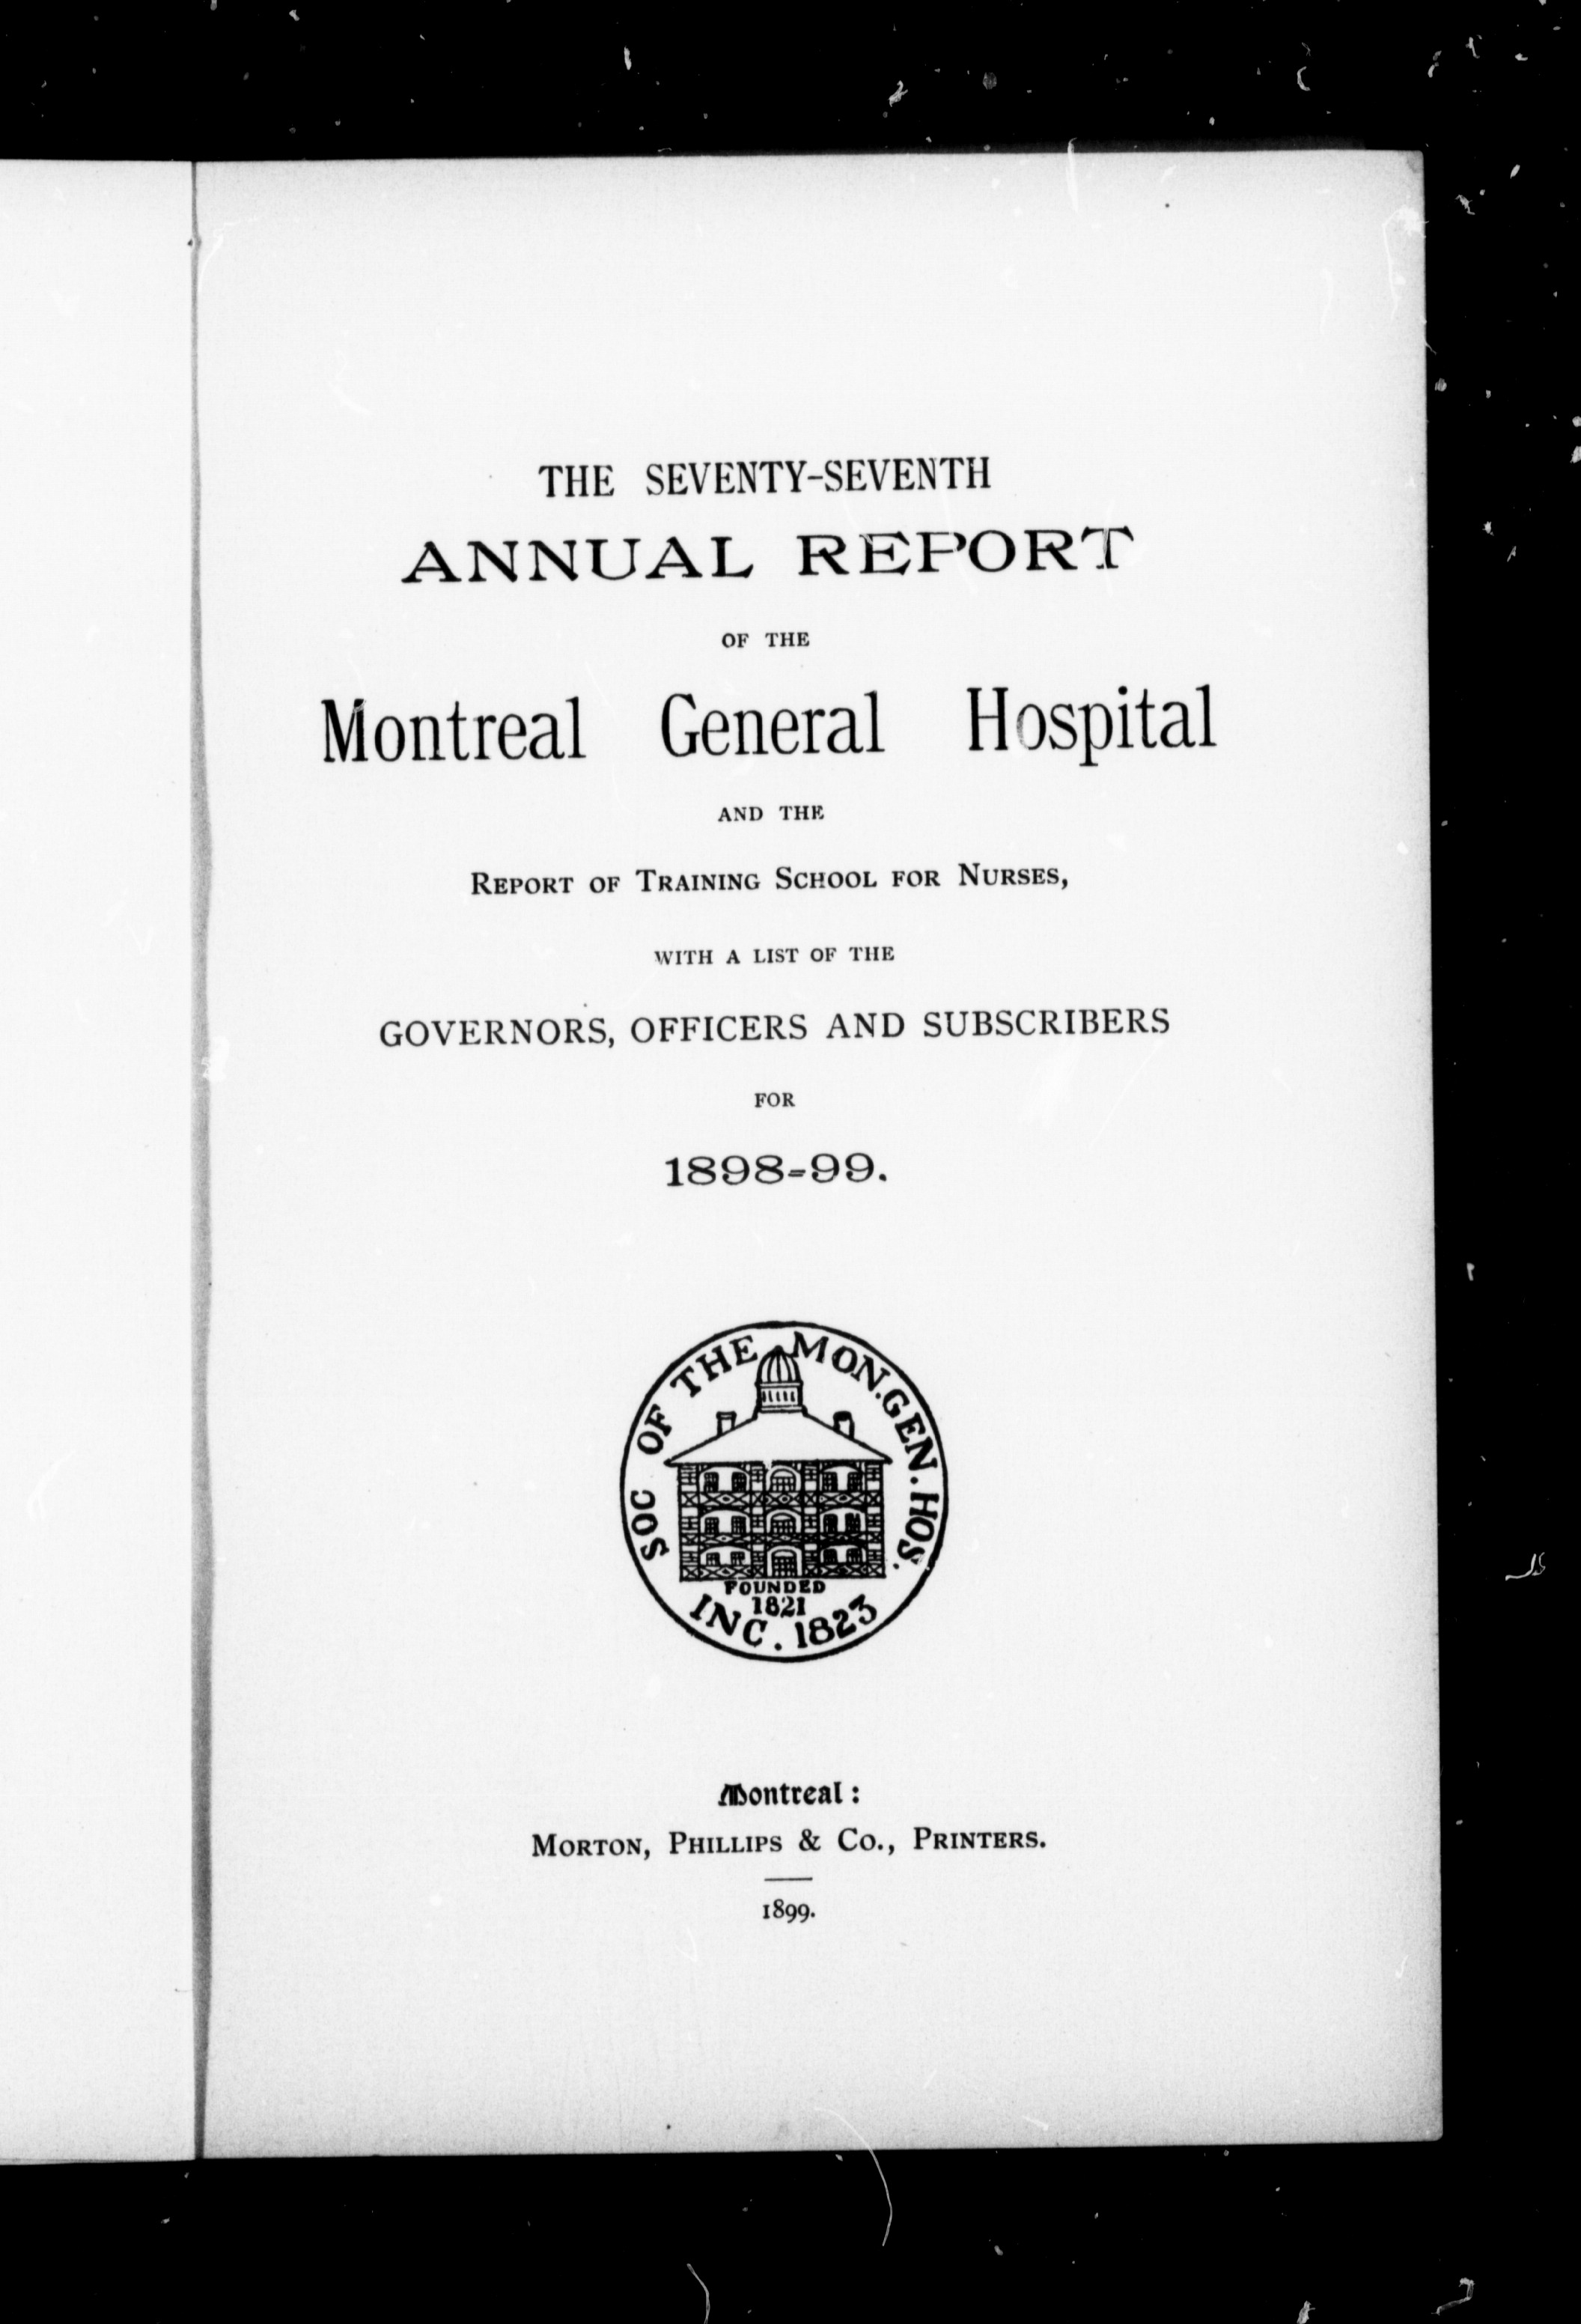 THE SEVENTY-SEVENTH
ANNUAL REPORT
OF THE
Montreal General Hospital
AND THE
REPORT OF TRAINING SCHOOL FOR NURSES,
WITH A LIST OF THE
GOVERNORS, OFFICERS AND SUBSCRIBERS
FOR
1898-99.
SOC OF THE MON. GEN. HOS.
FOUNDED
1821
INC. 1823
Montreal:
MORTON, PHILLIPS & CO., PRINTERS.
1899.